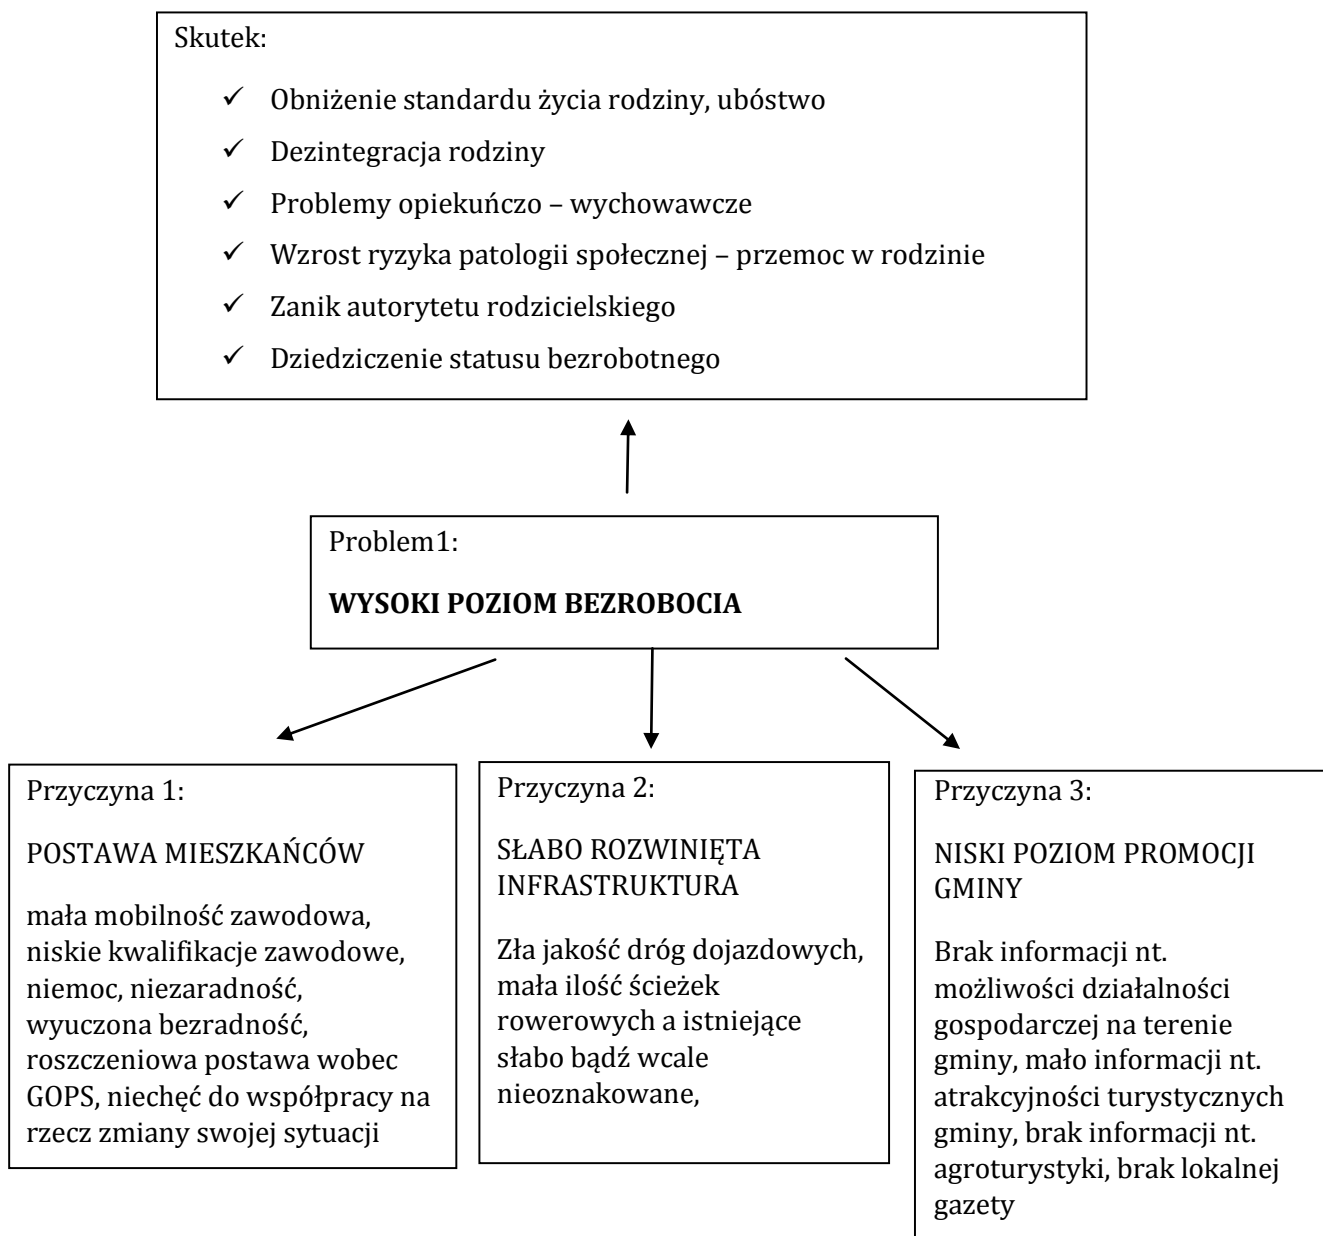 Skutek:
✓ Obniżenie standardu życia rodziny, ubóstwo
✓ Dezintegracja rodziny
✓ Problemy opiekuńczo – wychowawcze
✓ Wzrost ryzyka patologii społecznej – przemoc w rodzinie
✓ Zanik autorytetu rodzicielskiego
✓ Dziedziczenie statusu bezrobotnego
Problem1:
WYSOKI POZIOM BEZROBOCIA
Przyczyna 1:
POSTAWA MIESZKAŃCÓW
mała mobilność zawodowa,
niskie kwalifikacje zawodowe,
niemoc, niezaradność,
wyuczona bezradność,
roszczeniowa postawa wobec
GOPS, niechęć do współpracy na
rzecz zmiany swojej sytuacji
Przyczyna 2:
SŁABO ROZWINIĘTA
INFRASTRUKTURA
Zła jakość dróg dojazdowych,
mała ilość ścieżek
rowerowych a istniejące
słabo bądź wcale
nieoznakowane,
Przyczyna 3:
NISKI POZIOM PROMOCJI
GMINY
Brak informacji nt.
możliwości działalności
gospodarczej na terenie
gminy, mało informacji nt.
atrakcyjności turystycznych
gminy, brak informacji nt.
agroturystyki, brak lokalnej
gazety